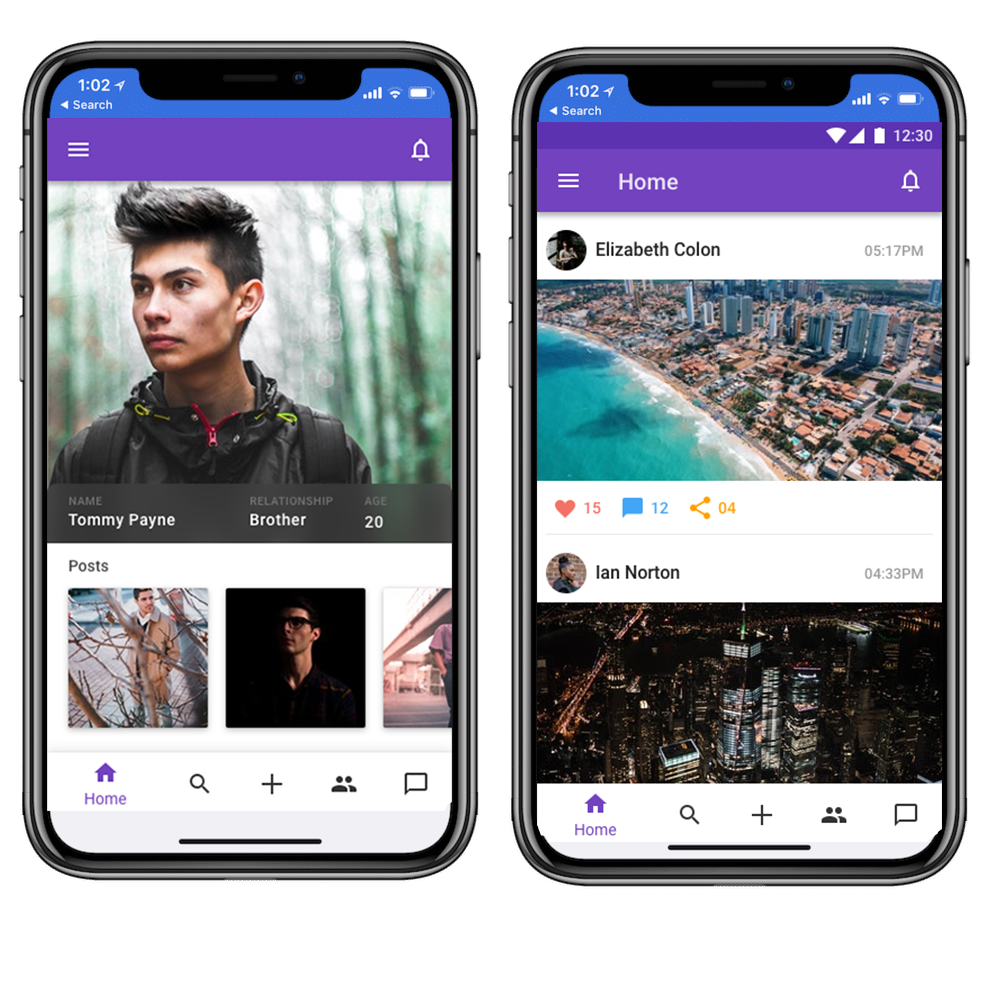 1:02
Search
NAME
RELATIONSHIP
AGE
Tommy Payne
Brother
20
Posts
Home
1:02
Search
12:30
Home
Elizabeth Colon
05:17PM
15
12
04
Ian Norton
04:33PM
Home